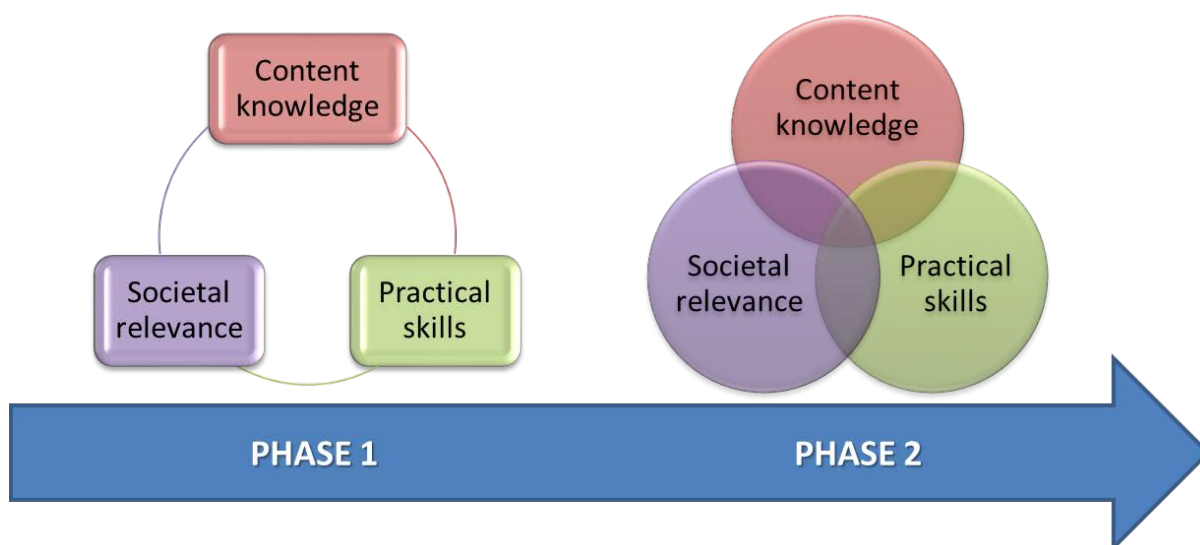 Content
knowledge
Societal
relevance
Practical
skills
Content
knowledge
Societal
relevance
Practical
skills
PHASE 1
PHASE 2